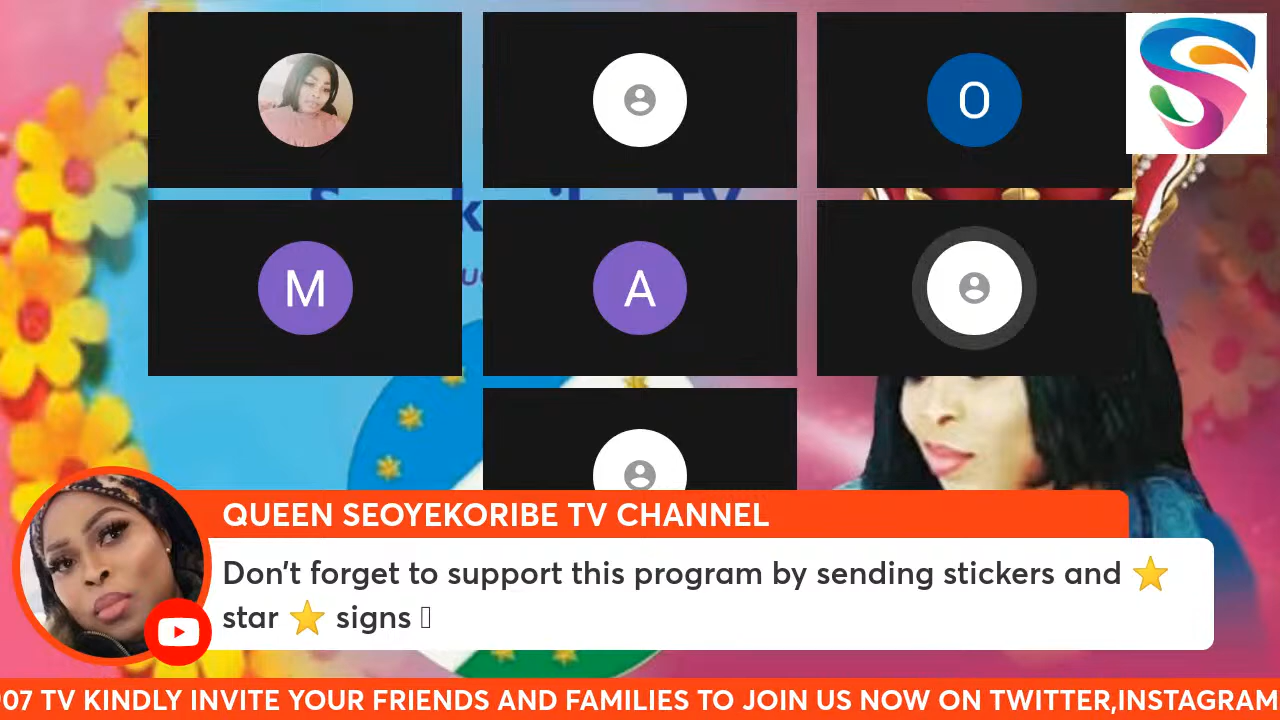 O
M
A
QUEEN SEOYEKORIBE TV CHANNEL
Don't forget to support this program by sending stickers and ⭐
star ⭐ signs
07 TV KINDLY INVITE YOUR FRIENDS AND FAMILIES TO JOIN US NOW ON TWITTER,INSTAGRAM